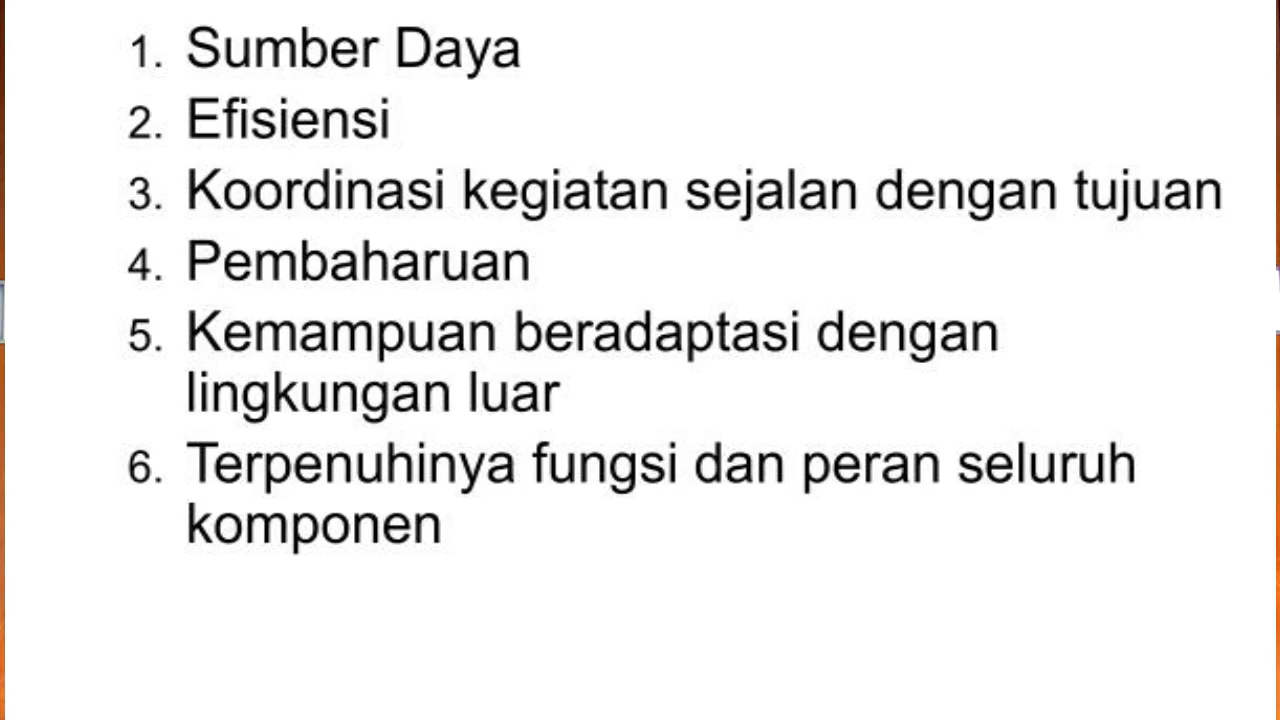 1. Sumber Daya
2. Efisiensi
3. Koordinasi kegiatan sejalan dengan tujuan
4. Pembaharuan
5. Kemampuan beradaptasi dengan
lingkungan luar
6. Terpenuhinya fungsi dan peran seluruh
komponen